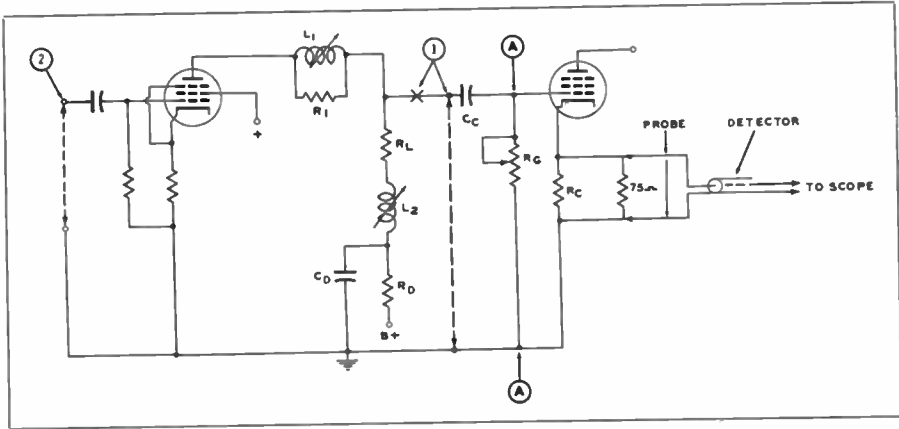 L1
1
A
2
R1
CC
PROBE
DETECTOR
+
RL
RG
RC
75Ω
TO SCOPE
L2
CD
RD
B+
A